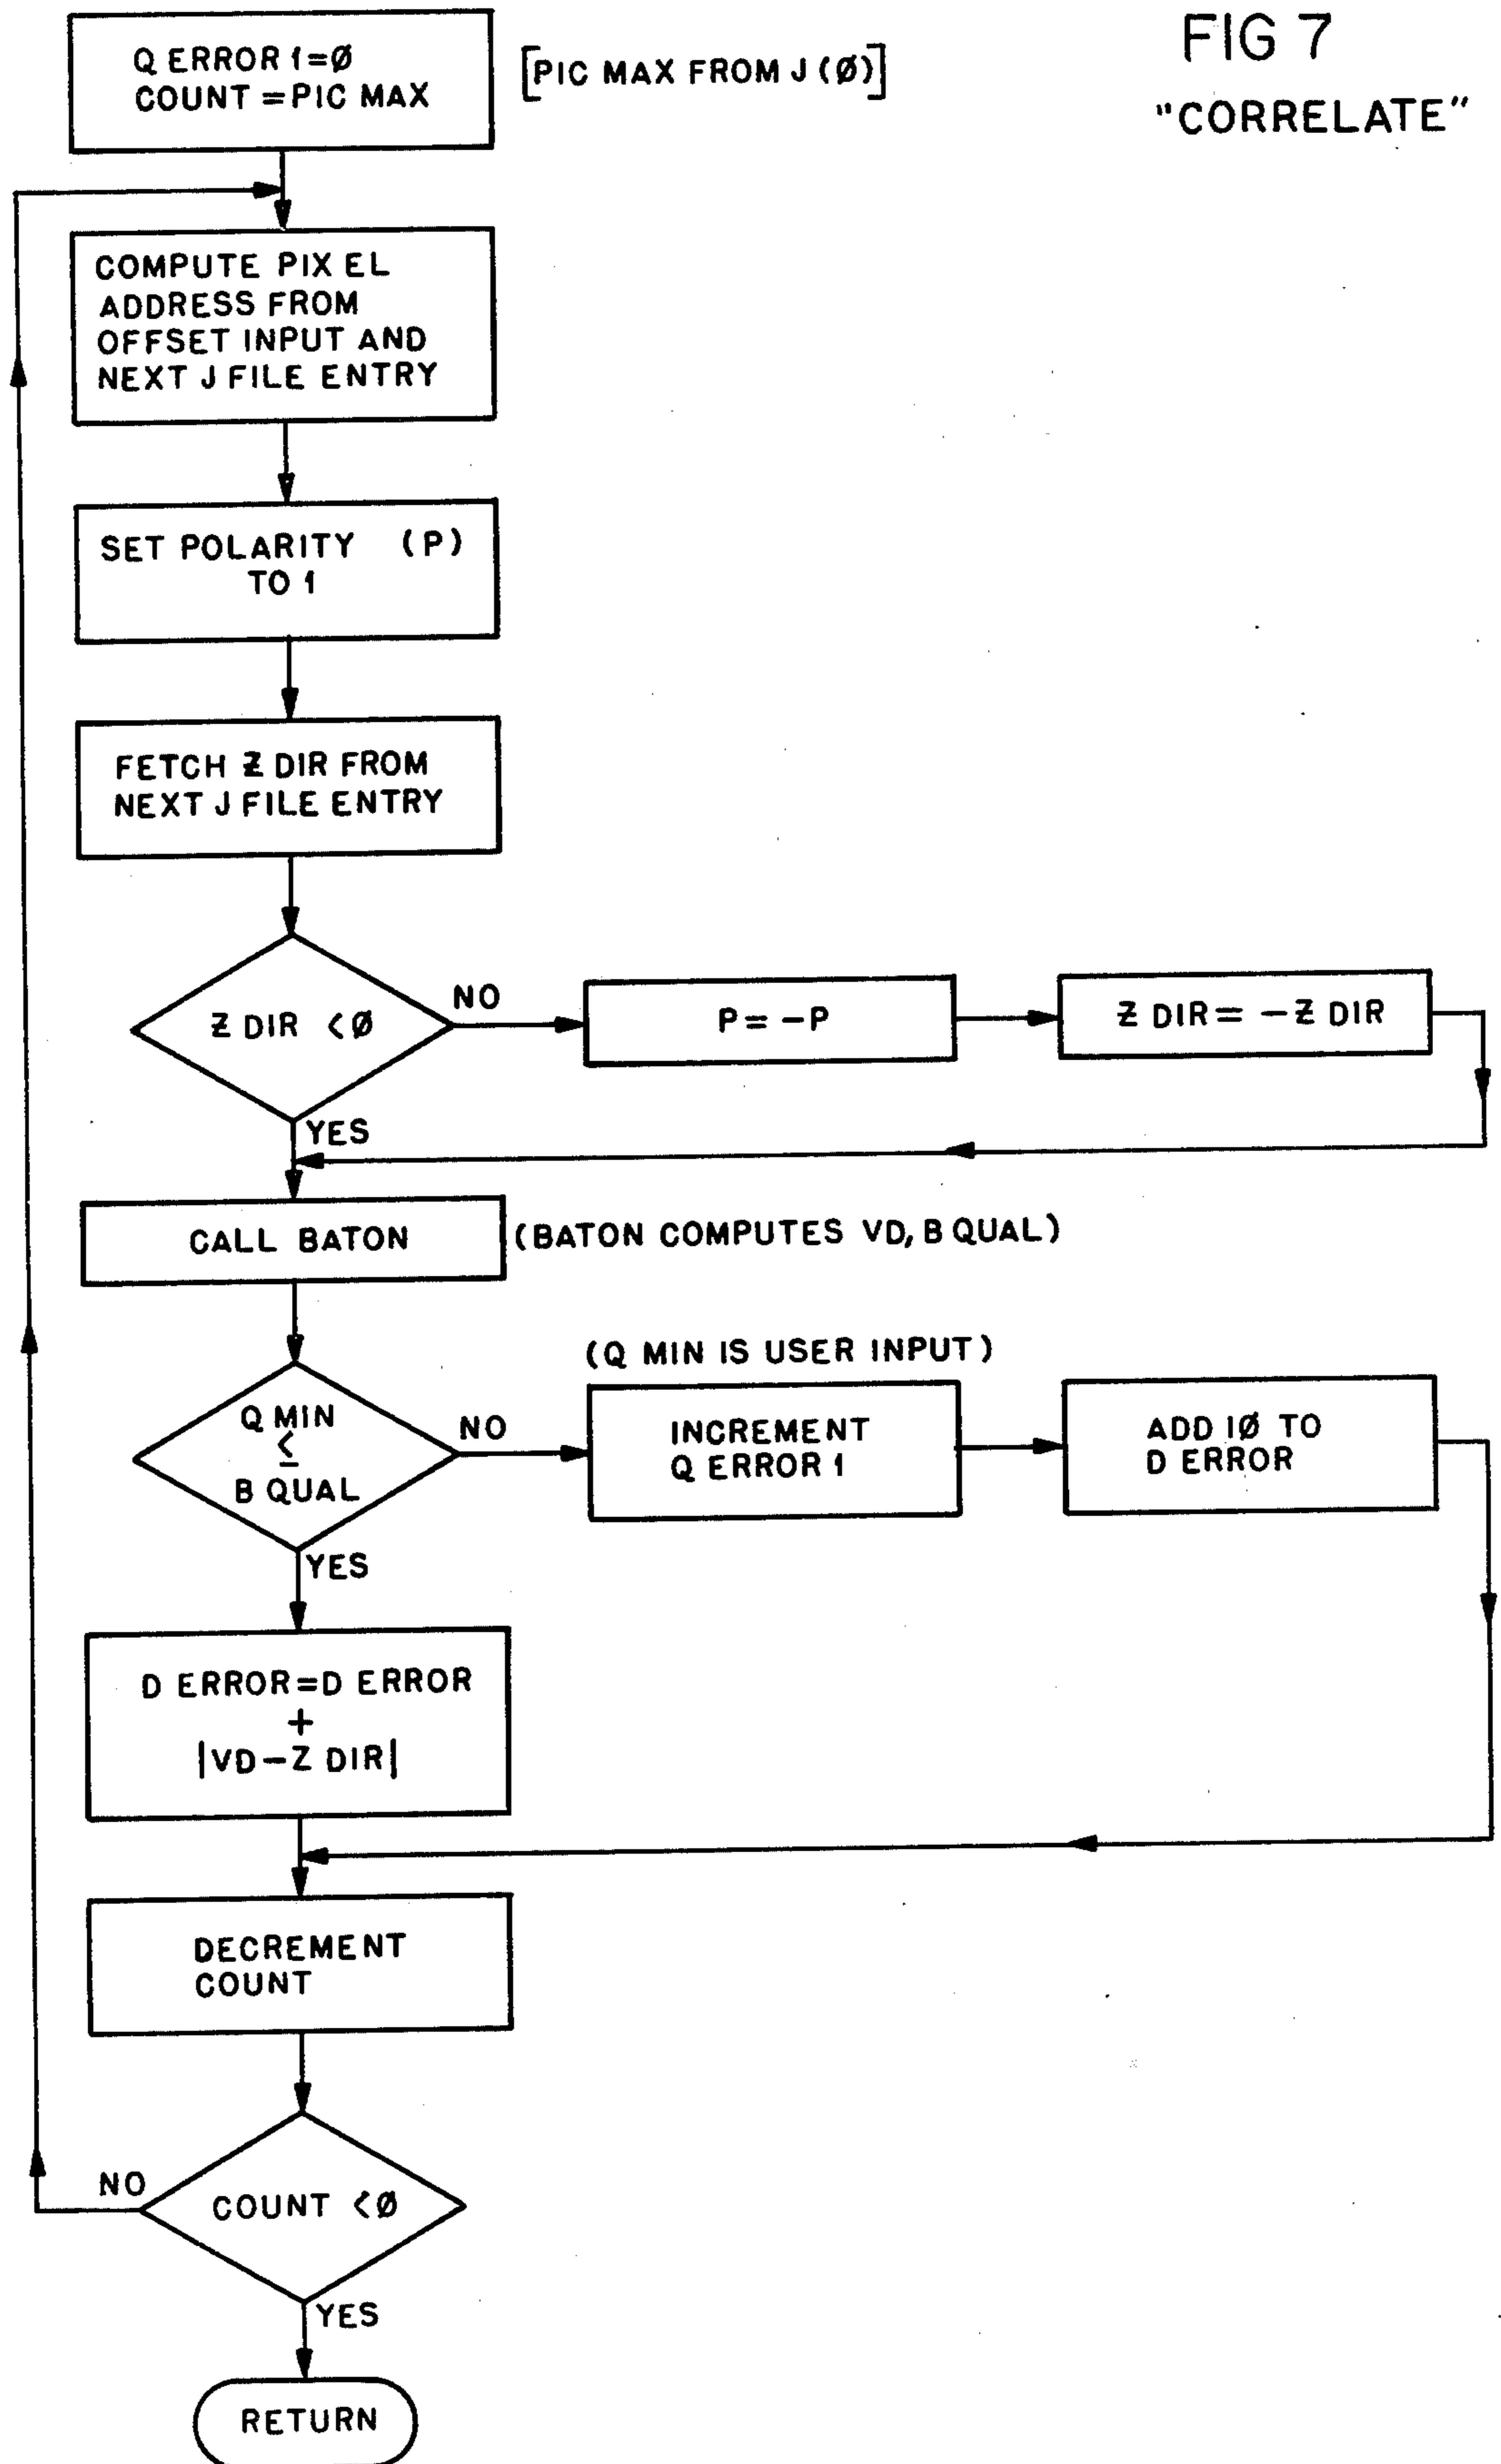 FIG 7
"CORRELATE"
Q ERROR 1=Ø
COUNT = PIC MAX
[PIC MAX FROM J (Ø)]
COMPUTE PIXEL
ADDRESS FROM
OFFSET INPUT AND
NEXT J FILE ENTRY
SET POLARITY (P)
TO 1
FETCH Ƶ DIR FROM
NEXT J FILE ENTRY
Ƶ DIR < Ø
NO
P = -P
Ƶ DIR = -Ƶ DIR
YES
CALL BATON
(BATON COMPUTES VD, B QUAL)
(Q MIN IS USER INPUT)
Q MIN
≤
B QUAL
NO
INCREMENT
Q ERROR 1
ADD 1Ø TO
D ERROR
YES
D ERROR = D ERROR
+
|VD - Z DIR|
DECREMENT
COUNT
NO
COUNT < Ø
YES
RETURN